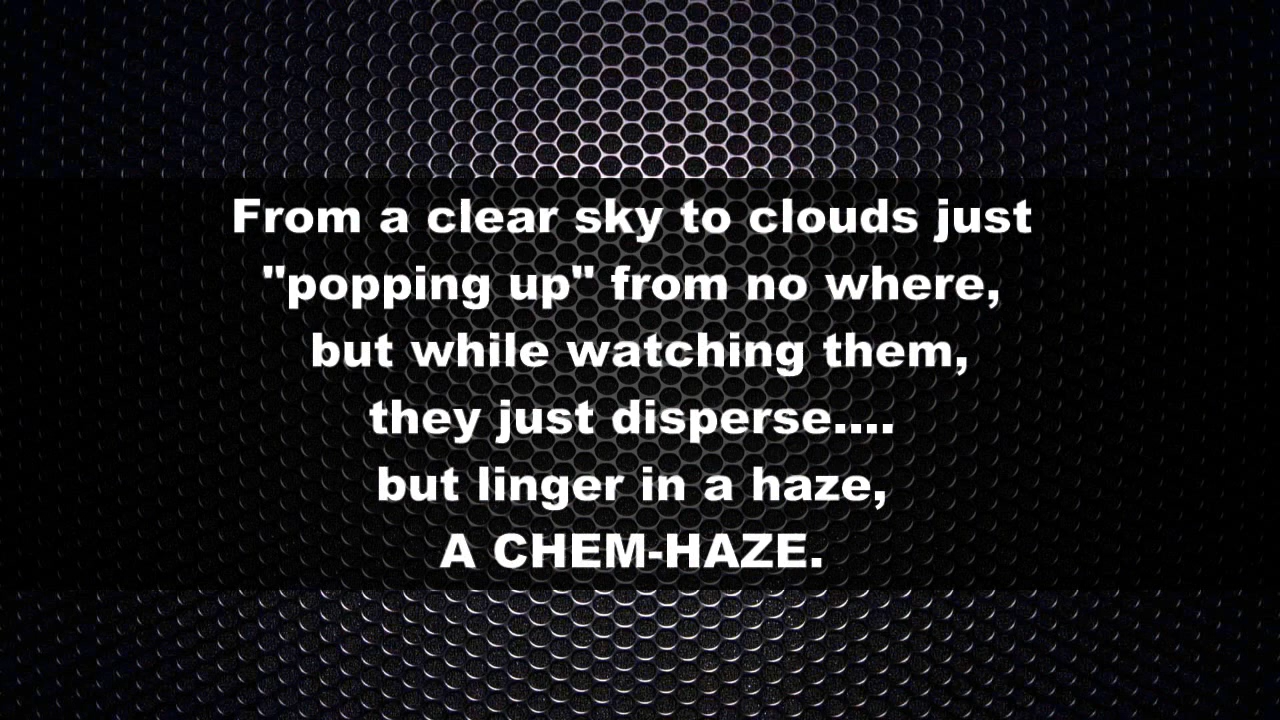 From a clear sky to clouds just
"popping up" from no where,
but while watching them,
they just disperse....
but linger in a haze,
A CHEM-HAZE.